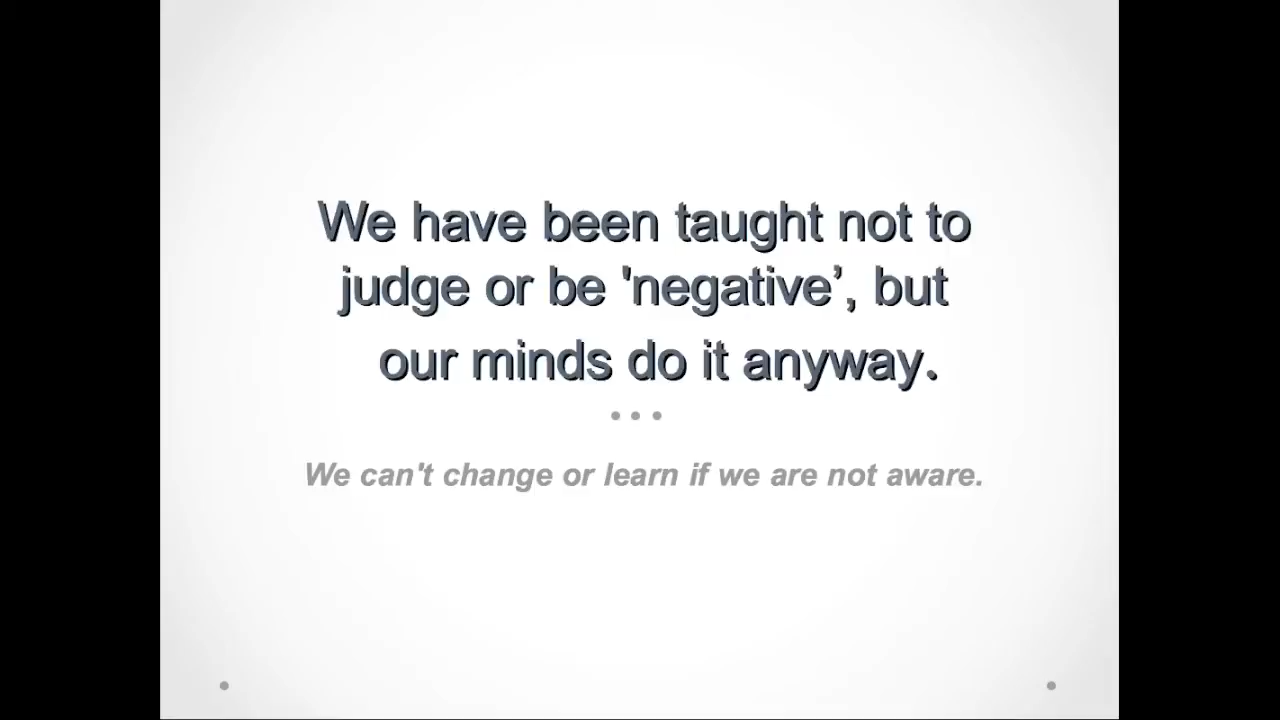 We have been taught not to
judge or be 'negative’, but
our minds do it anyway.
We can't change or learn if we are not aware.